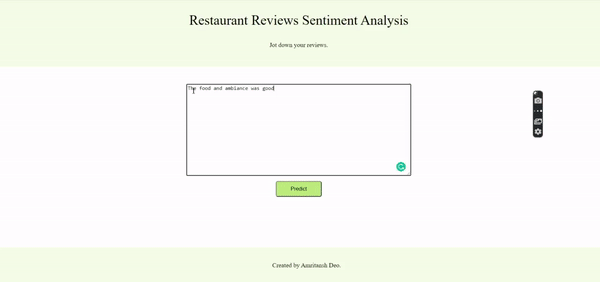 Restaurant Reviews Sentiment Analysis
Jot down your reviews.
The food and ambiance was good
Predict
Created by Amritansh Deo.